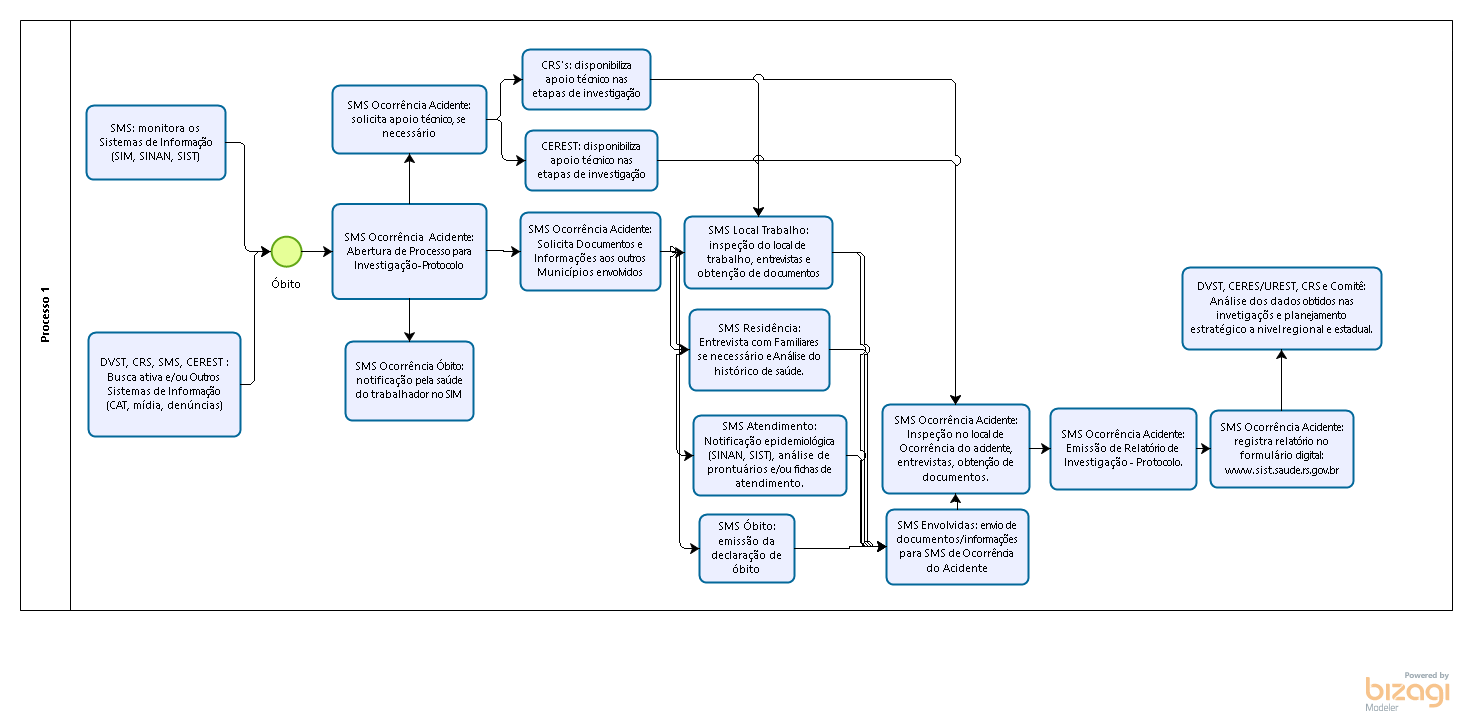 Processo 1
SMS: monitora os
Sistemas de Informação
(SIM, SINAN, SIST)
DVST, CRS, SMS, CEREST :
Busca ativa e/ou Outros
Sistemas de Informação
(CAT, mídia, denúncias)
Óbito
SMS Ocorrência Acidente:
solicita apoio técnico, se
necessário
SMS Ocorrência Acidente:
Abertura de Processo para
Investigação-Protocolo
SMS Ocorrência Óbito:
notificação pela saúde
do trabalhador no SIM
CRS's: disponibiliza
apoio técnico nas
etapas de investigação
CEREST: disponibiliza
apoio técnico nas
etapas de investigação
SMS Ocorrência Acidente:
Solicita Documentos e
Informações aos outros
Municípios envolvidos
SMS Local Trabalho:
inspeção do local de
trabalho, entrevistas e
obtenção de documentos
SMS Residência:
Entrevista com Familiares
se necessário e Análise do
histórico de saúde.
SMS Atendimento:
Notificação epidemiológica
(SINAN, SIST), análise de
prontuários e/ou fichas de
atendimento.
SMS Óbito:
emissão da
declaração de
óbito
SMS Ocorrência Acidente:
Inspeção no local de
Ocorrência do acidente,
entrevistas, obtenção de
documentos.
SMS Envolvidas: envio de
documentos/informações
para SMS de Ocorrência
do Acidente
SMS Ocorrência Acidente:
Emissão de Relatório de
Investigação - Protocolo.
SMS Ocorrência Acidente:
registra relatório no
formulário digital:
www.sist.saude.rs.gov.br
DVST, CERES/UREST, CRS e Comitê:
Análise dos dados obtidos nas
invetigaçõs e planejamento
estratégico a nivel regional e estadual.
Powered by
bizagi
Modeler